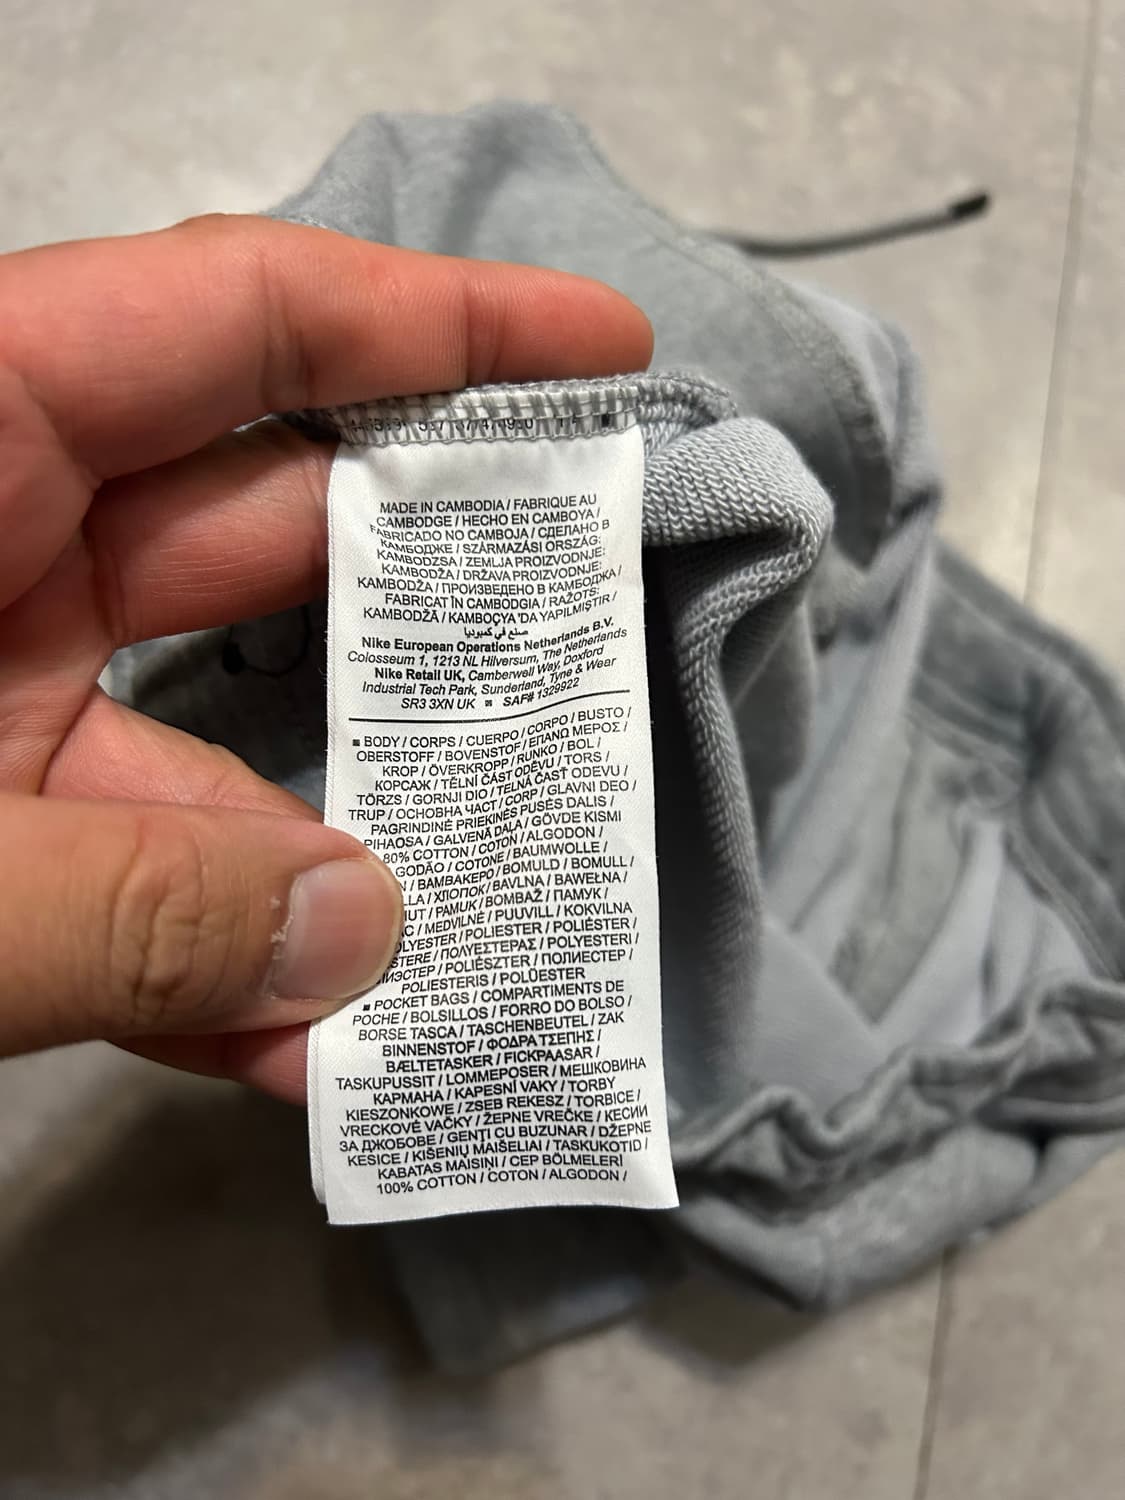 MADE IN CAMBODIA / FABRIQUE AU
CAMBODGE / HECHO EN CAMBOYA /
FABRICADO NO CAMBOJA / СДЕЛАНО В
КАМБОДЖЕ / SZÁRMAZÁSI ORSZÁG:
KAMBODZSA / ZEMLJA PROIZVODNJE:
KAMBODŽA / DRŽAVA PROIZVODNJE:
KAMBODŽA / ПРОИЗВЕДЕНО В КАМБОДЖА /
FABRICAT ÎN CAMBODGIA / RAŽOTS:
KAMBODŽĀ / KAMBOÇYA 'DA YAPILMIŞTIR /
صنع في كمبوديا
Nike European Operations Netherlands B.V.
Colosseum 1, 1213 NL Hilversum, The Netherlands
Nike Retail UK, Camberwell Way, Doxford
Industrial Tech Park, Sunderland, Tyne & Wear
SR3 3XN UK SAF# 1329922
BODY / CORPS / CUERPO / CORPO / BUSTO /
OBERSTOFF / BOVENSTOF / ΕΠΑΝΩ ΜΕΡΟΣ /
KROP / ÖVERKROPP / RUNKO / BOL /
КОРСАЖ / TĚLNÍ ČÁST ODĚVU / TORS /
TÖRZS / GORNJI DIO / TELNÁ ČASŤ ODEVU /
TRUP / ОСНОВНА ЧАСТ / CORP / GLAVNI DEO /
PAGRINDINĖ PRIEKINĖS PUSĖS DALIS /
PIHAOSA / GALVENĀ DAĻA / GÖVDE KISMI
80% COTTON / COTON / ALGODON /
GODÃO / COTONE / BAUMWOLLE /
/ ΒΑΜΒΑΚΕΡΟ / BOMULD / BOMULL /
LLA / ХЛОПОК / BAVLNA / BAWEŁNA /
UT / PAMUK / BOMBAŽ / ПАМУК /
/ MEDVILNĖ / PUUVILL / KOKVILNA
OLYESTER / POLIESTER / POLIÉSTER /
STERE / ΠΟΛΥΕΣΤΕΡΑΣ / POLYESTERI /
ИЭСТЕР / POLIÉSZTER / ПОЛИЕСТЕР /
POLIESTERIS / POLÜESTER
POCKET BAGS / COMPARTIMENTS DE
POCHE / BOLSILLOS / FORRO DO BOLSO /
BORSE TASCA / TASCHENBEUTEL / ZAK
BINNENSTOF / ΦΟΔΡΑ ΤΣΕΠΗΣ /
BÆLTETASKER / FICKPAASAR /
TASKUPUSSIT / LOMMEPOSER / МЕШКОВИНА
КАРМАНА / KAPESNÍ VAKY / TORBY
KIESZONKOWE / ZSEB REKESZ / TORBICE /
VRECKOVÉ VAČKY / ŽEPNE VREČKE / КЕСИИ
ЗА ДЖОБОВЕ / GENŢI CU BUZUNAR / DŽEPNE
KESICE / KIŠENIŲ MAIŠELIAI / TASKUKOTID /
KABATAS MAISIŅI / CEP BÖLMELERİ
100% COTTON / COTON / ALGODON /